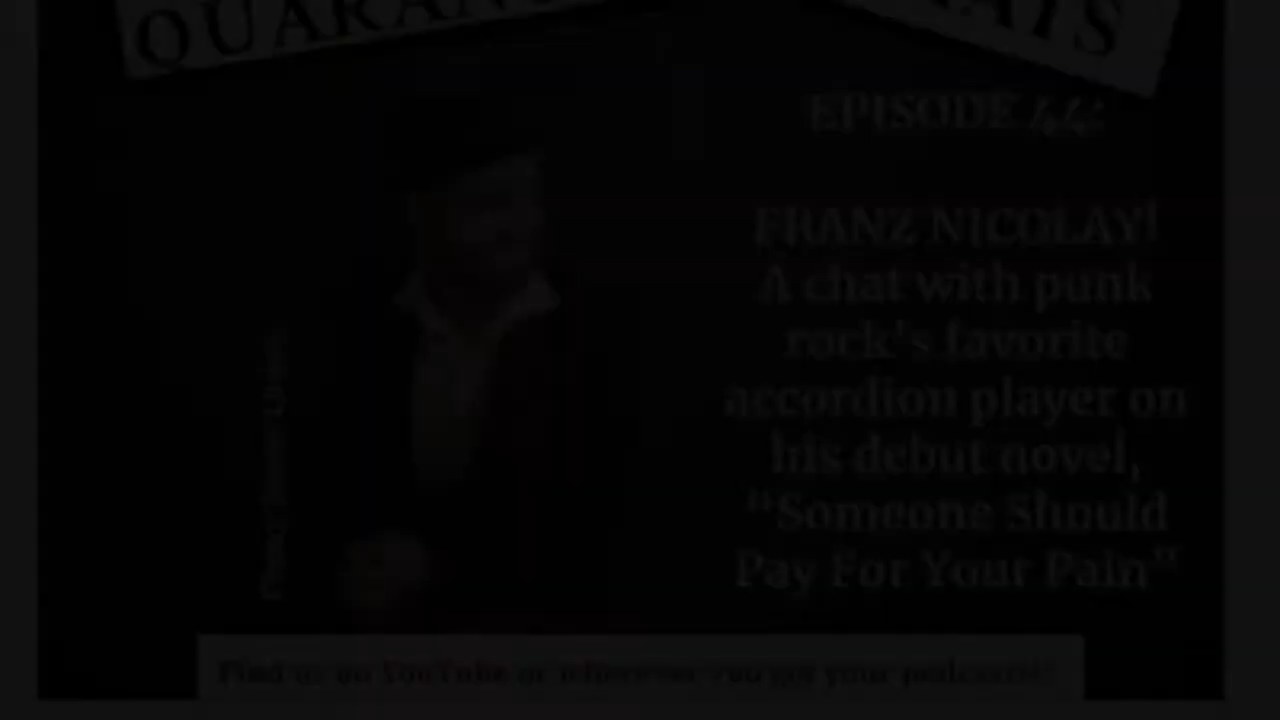 EPISODE 44:
FRANZ NICOLAY!
A chat with punk
rock's favorite
accordion player on
his debut novel,
"Someone Should
Pay For Your Pain"
Find us on YouTube or wherever you get your podcasts!